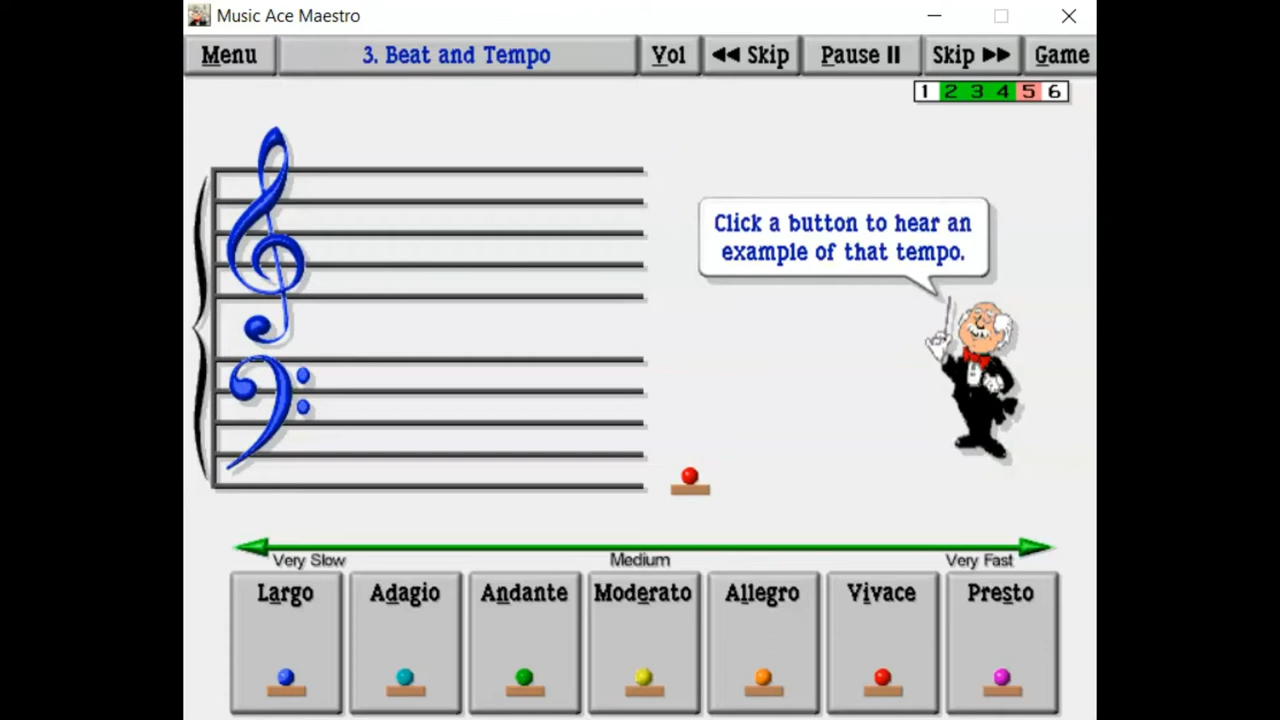 Music Ace Maestro
Menu 3. Beat and Tempo Vol Skip Pause Skip Game
1 2 3 4 5 6
Click a button to hear an
example of that tempo.
Very Slow Medium Very Fast
Largo Adagio Andante Moderato Allegro Vivace Presto